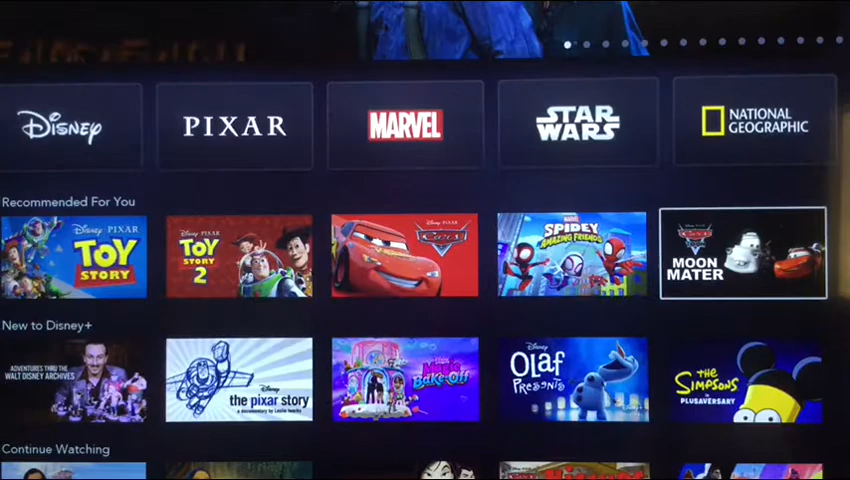 Disney
PIXAR
MARVEL
STAR
WARS
NATIONAL
GEOGRAPHIC
Recommended For You
Disney PIXAR
TOY
STORY
Disney PIXAR
TOY
STORY
2
Disney PIXAR
Cars
MARVEL
SPIDEY
AMAZING FRIENDS
Cars
MOON
MATER
New to Disney+
ADVENTURES THRU THE
WALT DISNEY ARCHIVES
Disney
the pixar story
a documentary by Leslie Iwerks
Magic
Bake-Off
Disney
Olaf
PRESENTS
THE
SIMPSONS
IN
PLUSAVERSARY
Continue Watching